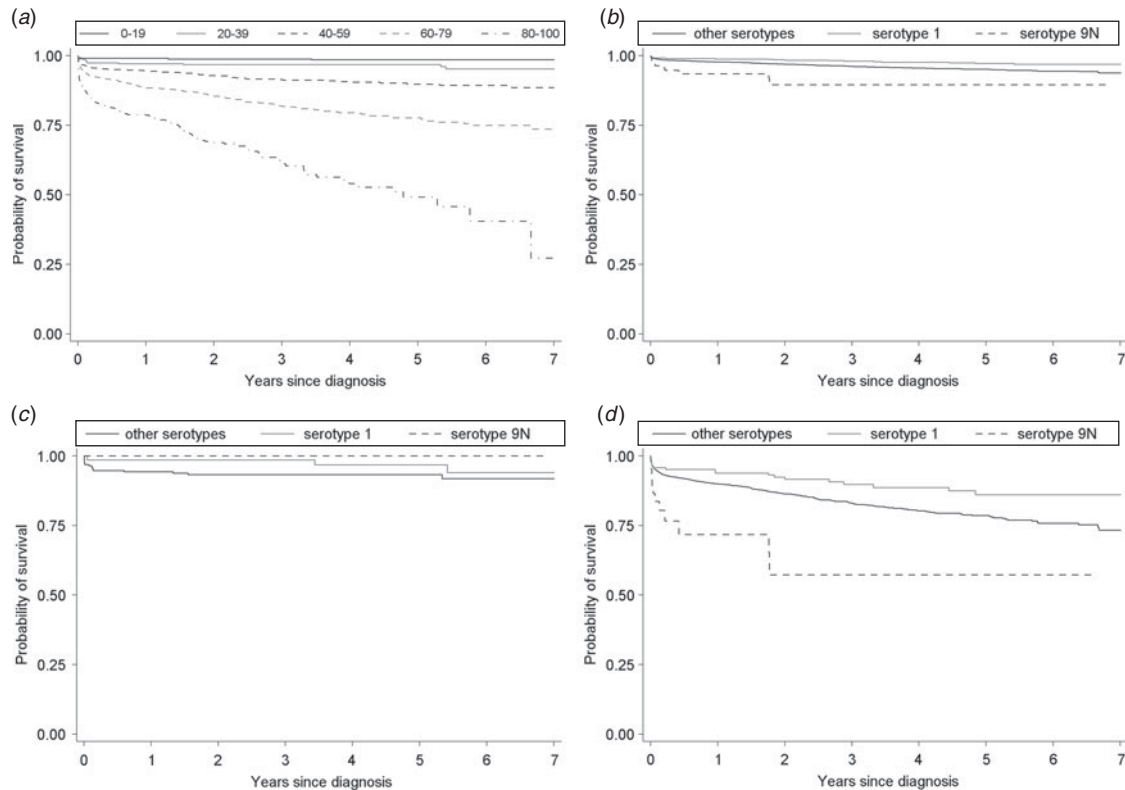 (a)
0-19 20-39 40-59 60-79 80-100
1.00
0.75
0.50
0.25
0.00
Probability of survival
0 1 2 3 4 5 6 7
Years since diagnosis
(b)
other serotypes serotype 1 serotype 9N
1.00
0.75
0.50
0.25
0.00
Probability of survival
0 1 2 3 4 5 6 7
Years since diagnosis
(c)
other serotypes serotype 1 serotype 9N
1.00
0.75
0.50
0.25
0.00
Probability of survival
0 1 2 3 4 5 6 7
Years since diagnosis
(d)
other serotypes serotype 1 serotype 9N
1.00
0.75
0.50
0.25
0.00
Probability of survival
0 1 2 3 4 5 6 7
Years since diagnosis